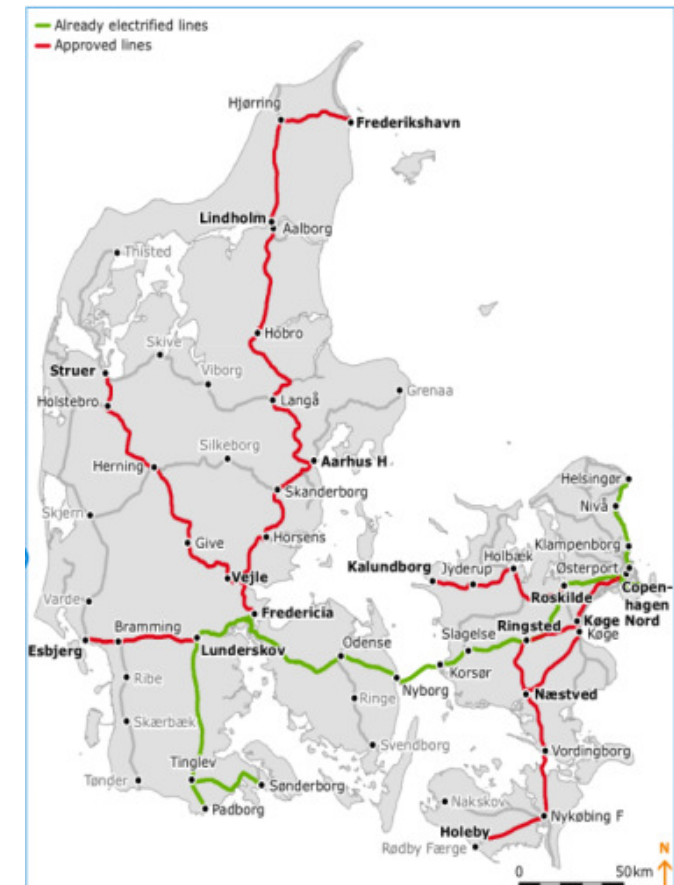 Already electrified lines
Approved lines
Hjørring
Frederikshavn
Lindholm
Aalborg
Thisted
Hobro
Skive
Struer
Viborg
Grenaa
Langå
Holstebro
Silkeborg
Aarhus H
Herning
Helsingør
Skanderborg
Nivå
Skjern
Horsens
Klampenborg
Give
Holbæk
Kalundborg
Jyderup
Østerport
Vejle
Copen-
hagen
Nord
Roskilde
Varde
Fredericia
Ringsted
Køge Nord
Køge
Bramming
Odense
Slagelse
Esbjerg
Lunderskov
Korsør
Ribe
Nyborg
Næstved
Ringe
Skærbæk
Svendborg
Vordingborg
Tinglev
Tønder
Sønderborg
Nakskov
Padborg
Nykøbing F
Holeby
Rødby Færge
N
0 50km